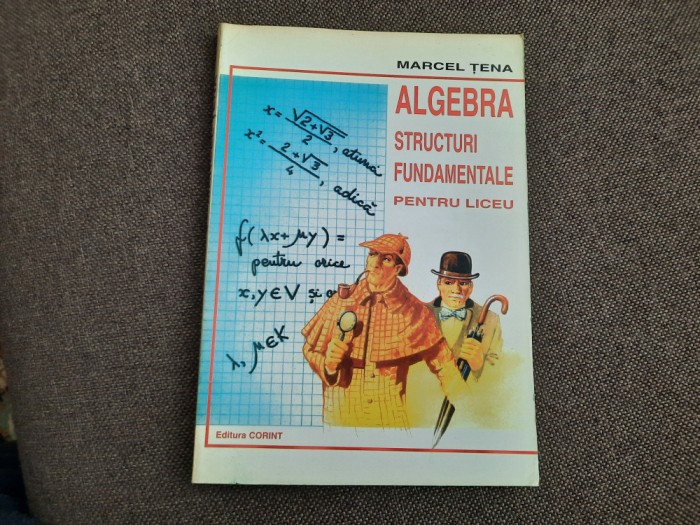 MARCEL ȚENA
ALGEBRA
STRUCTURI
FUNDAMENTALE
PENTRU LICEU
x = √(2+√3) / 2, atunci
x² = 2+√3 / 4, adică
f(λx+μy) =
pentru orice
x, y ∈ V și
λ, μ ∈ K
Editura CORINT